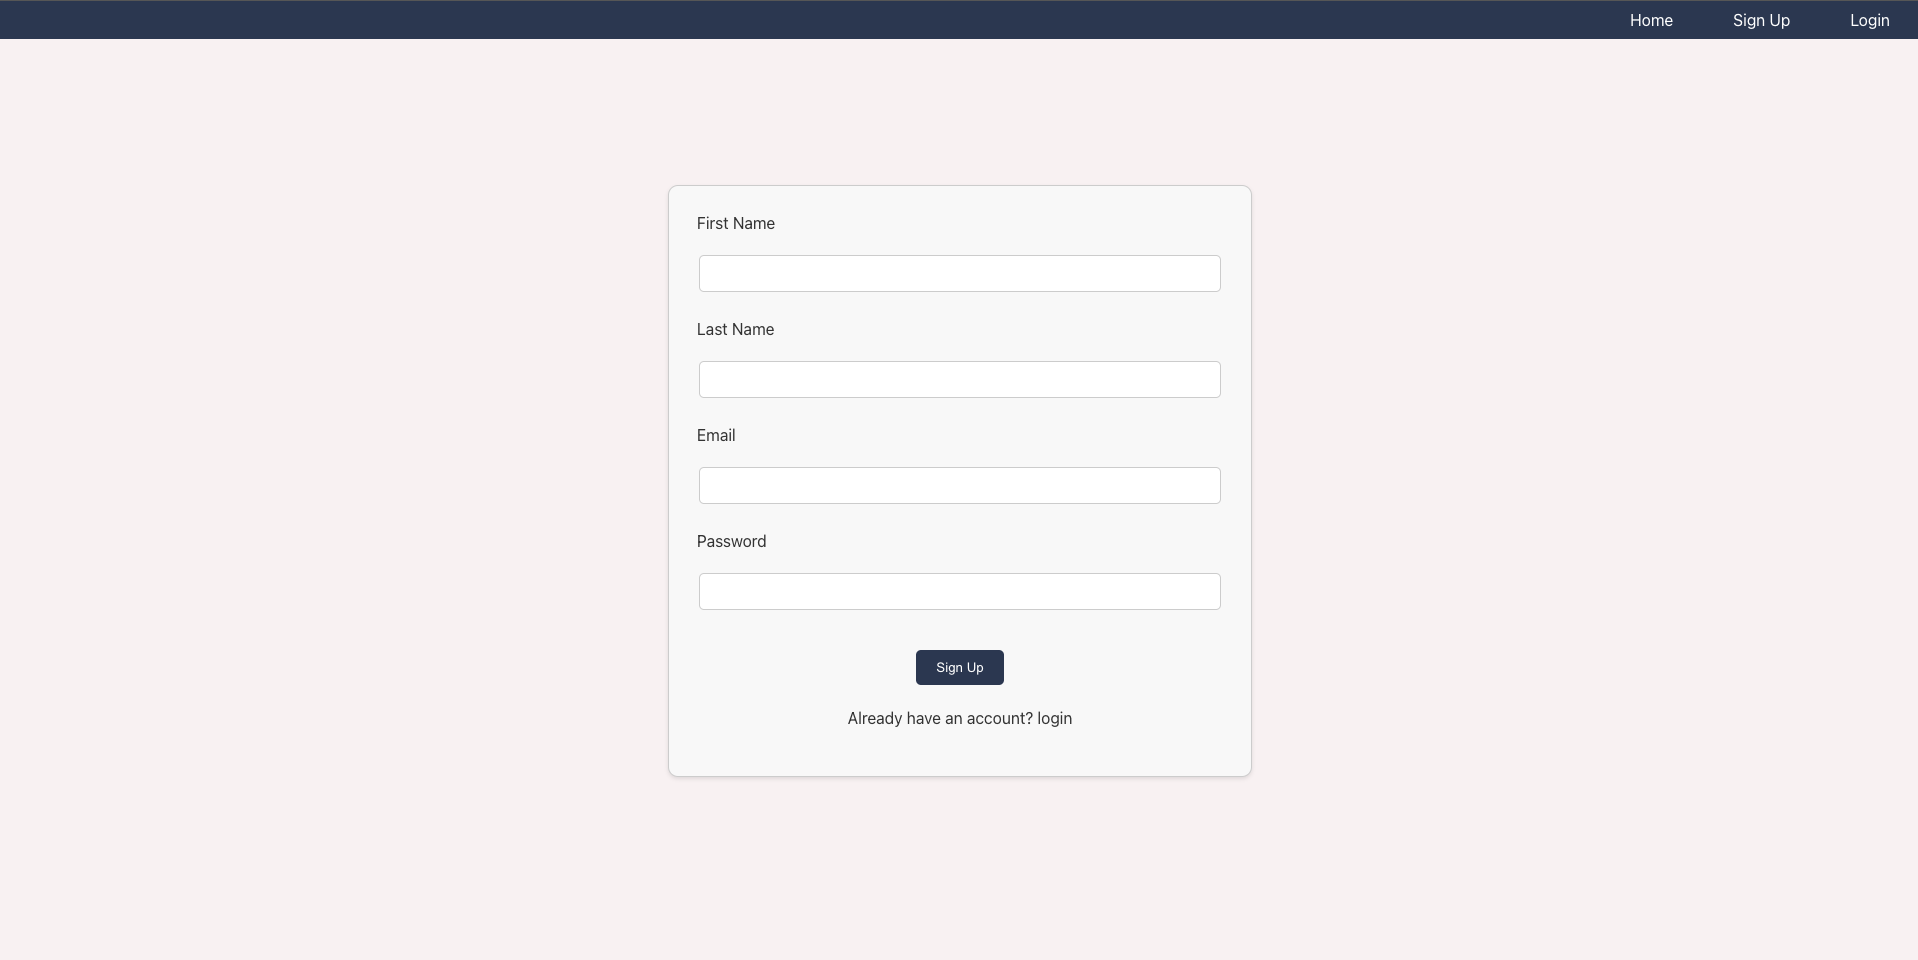 Home Sign Up Login
First Name
Last Name
Email
Password
Sign Up
Already have an account? login